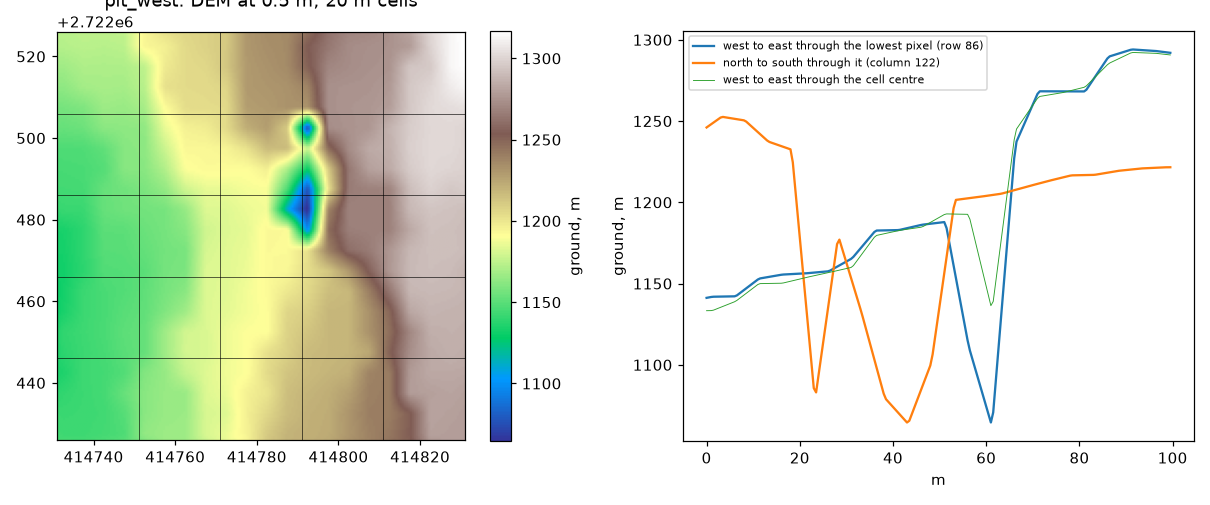 pit_west: DEM at 0.5 m, 20 m cells
+2.722e6
520
500
480
460
440
414740 414760 414780 414800 414820
1300
1250
1200
1150
1100
ground, m
west to east through the lowest pixel (row 86)
north to south through it (column 122)
west to east through the cell centre
1300
1250
1200
1150
1100
ground, m
0 20 40 60 80 100
m